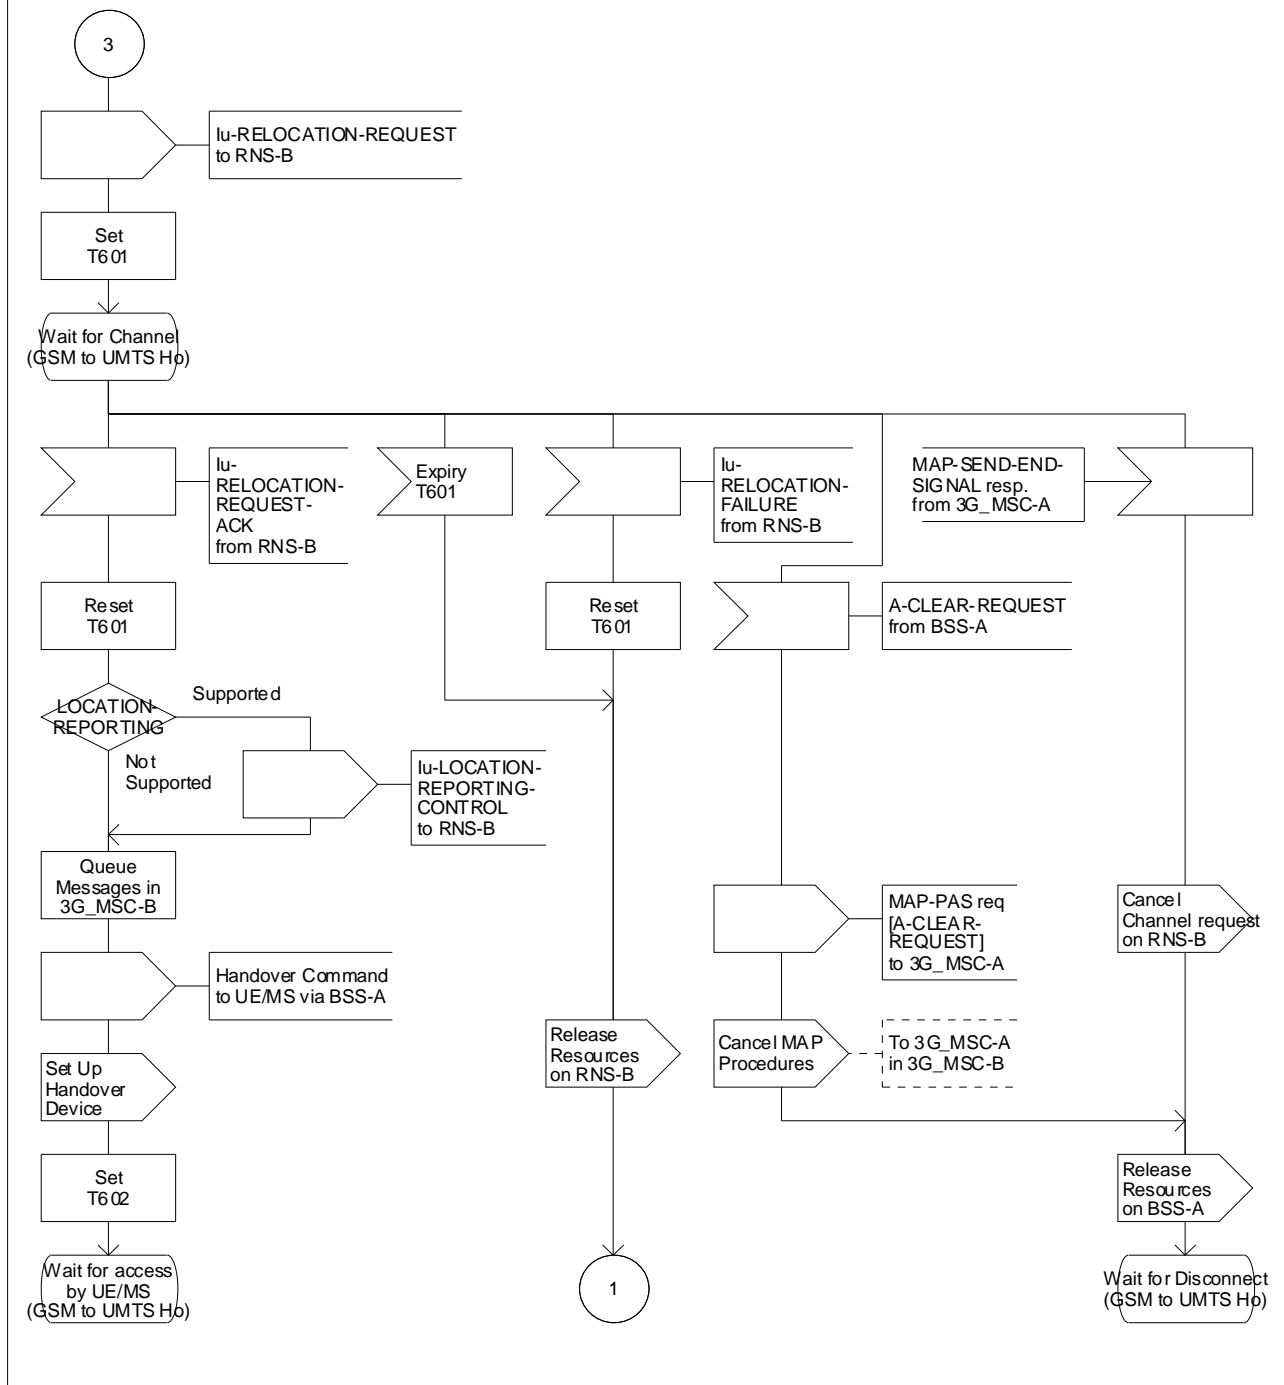 3
Iu-RELOCATION-REQUEST
to RNS-B
Set
T601
Wait for Channel
(GSM to UMTS Ho)
Iu-
RELOCATION-
REQUEST-
ACK
from RNS-B
Expiry
T601
Iu-
RELOCATION-
FAILURE
from RNS-B
MAP-SEND-END-
SIGNAL resp.
from 3G_MSC-A
Reset
T601
Reset
T601
A-CLEAR-REQUEST
from BSS-A
LOCATION-
REPORTING
Supported
Not
Supported
Iu-LOCATION-
REPORTING-
CONTROL
to RNS-B
Queue
Messages in
3G_MSC-B
MAP-PAS req
[A-CLEAR-
REQUEST]
to 3G_MSC-A
Cancel
Channel request
on RNS-B
Handover Command
to UE/MS via BSS-A
Set Up
Handover
Device
Release
Resources
on RNS-B
Cancel MAP
Procedures
To 3G_MSC-A
in 3G_MSC-B
Set
T602
Release
Resources
on BSS-A
Wait for access
by UE/MS
(GSM to UMTS Ho)
1
Wait for Disconnect
(GSM to UMTS Ho)